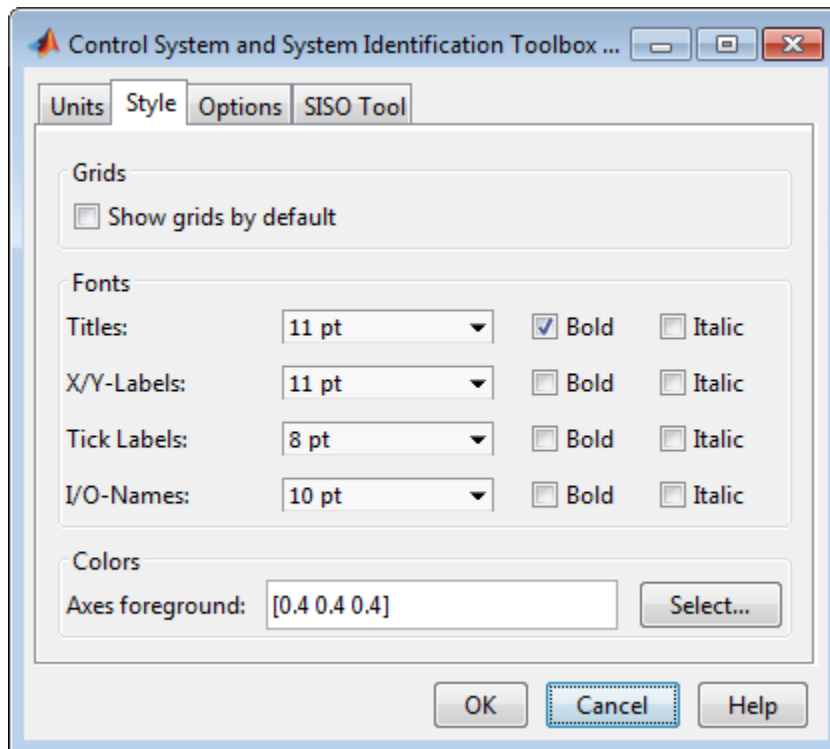 Control System and System Identification Toolbox ...
Units Style Options SISO Tool
Grids
Show grids by default
Fonts
Titles: 11 pt Bold Italic
X/Y-Labels: 11 pt Bold Italic
Tick Labels: 8 pt Bold Italic
I/O-Names: 10 pt Bold Italic
Colors
Axes foreground: [0.4 0.4 0.4] Select...
OK Cancel Help